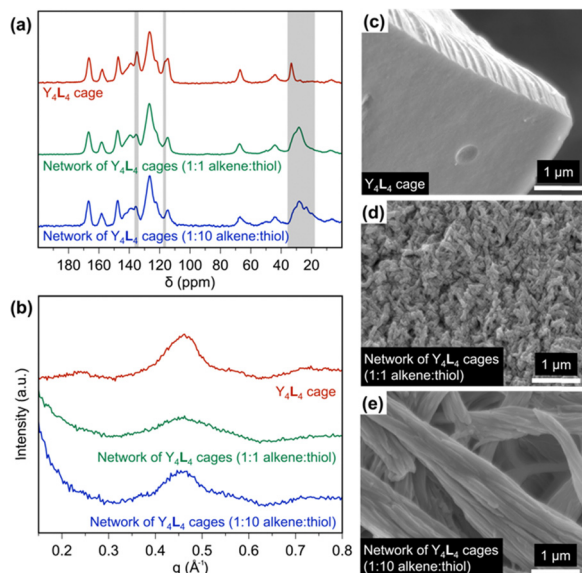 (a)
Y₄L₄
cage
Network of Y₄L₄ cages (1:1 alkene:thiol)
Network of Y₄L₄ cages (1:10 alkene:thiol)
180 160 140 120 100 80 60 40 20
δ (ppm)
(b)
Intensity (a.u.)
Y₄L₄ cage
Network of Y₄L₄ cages (1:1 alkene:thiol)
Network of Y₄L₄ cages (1:10 alkene:thiol)
0.2 0.3 0.4 0.5 0.6 0.7 0.8
q (Å⁻¹)
(c)
Y₄L₄ cage
1 µm
(d)
Network of Y₄L₄ cages
(1:1 alkene:thiol)
1 µm
(e)
Network of Y₄L₄ cages
(1:10 alkene:thiol)
1 µm